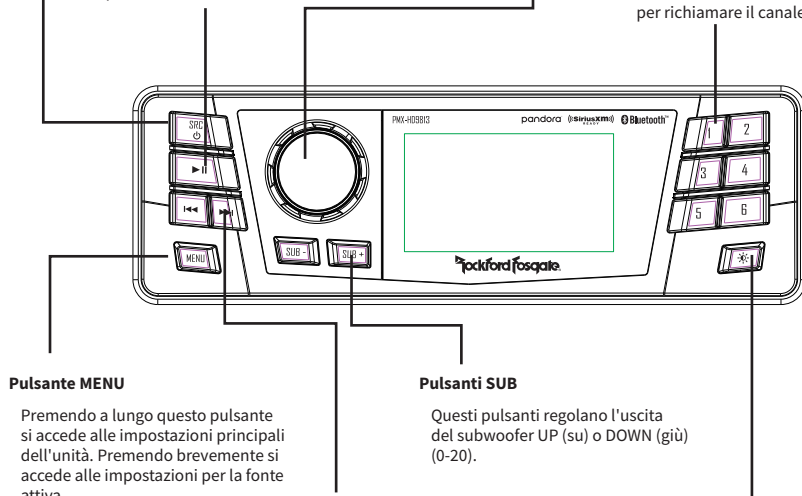 per richiamare il canale
PMX-HD9813
pandora ((SiriusXM)) READY Bluetooth™
SRC
1 2
3 4
5 6
MENU
SUB - SUB +
Rockford Fosgate
Pulsante MENU
Premendo a lungo questo pulsante
si accede alle impostazioni principali
dell'unità. Premendo brevemente si
accede alle impostazioni per la fonte
attiva
Pulsanti SUB
Questi pulsanti regolano l'uscita
del subwoofer UP (su) o DOWN (giù)
(0-20).